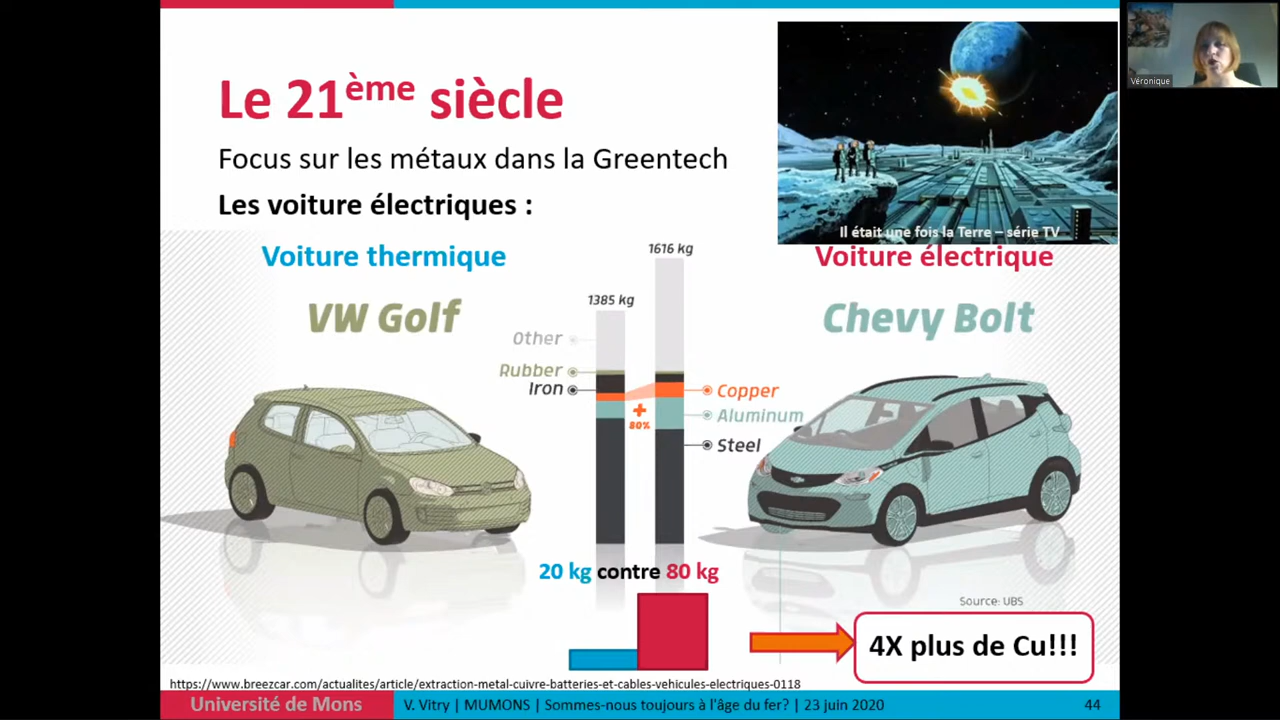 Le 21ème siècle
Focus sur les métaux dans la Greentech
Les voiture électriques :
Il était une fois la Terre – série TV
Véronique
Voiture thermique
Voiture électrique
VW Golf
Chevy Bolt
1385 kg
1616 kg
Other
Rubber
Iron
+
80%
Copper
Aluminum
Steel
20 kg contre 80 kg
Source: UBS
4X plus de Cu!!!
https://www.breezcar.com/actualites/article/extraction-metal-cuivre-batteries-et-cables-vehicules-electriques-0118
Université de Mons
V. Vitry | MUMONS | Sommes-nous toujours à l'âge du fer? | 23 juin 2020
44